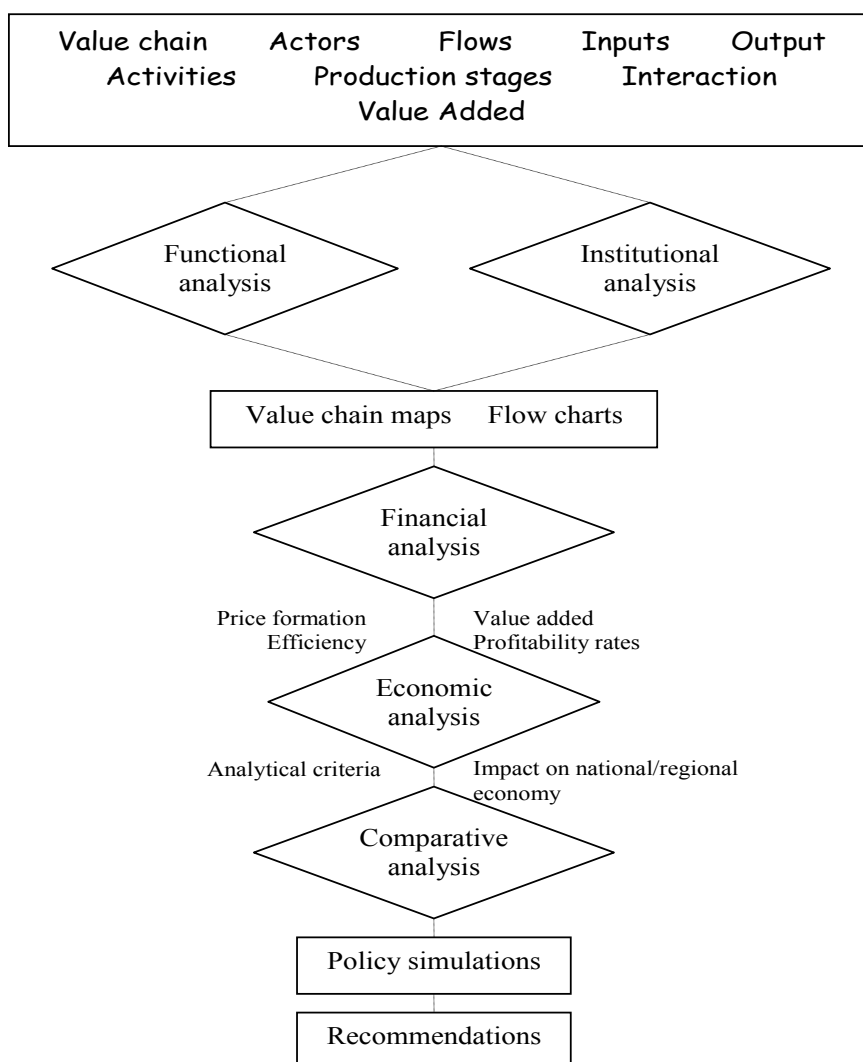 Value chain Actors Flows Inputs Output
Activities Production stages Interaction
Value Added
Functional
analysis
Institutional
analysis
Value chain maps Flow charts
Financial
analysis
Price formation
Efficiency
Value added
Profitability rates
Economic
analysis
Analytical criteria
Impact on national/regional
economy
Comparative
analysis
Policy simulations
Recommendations